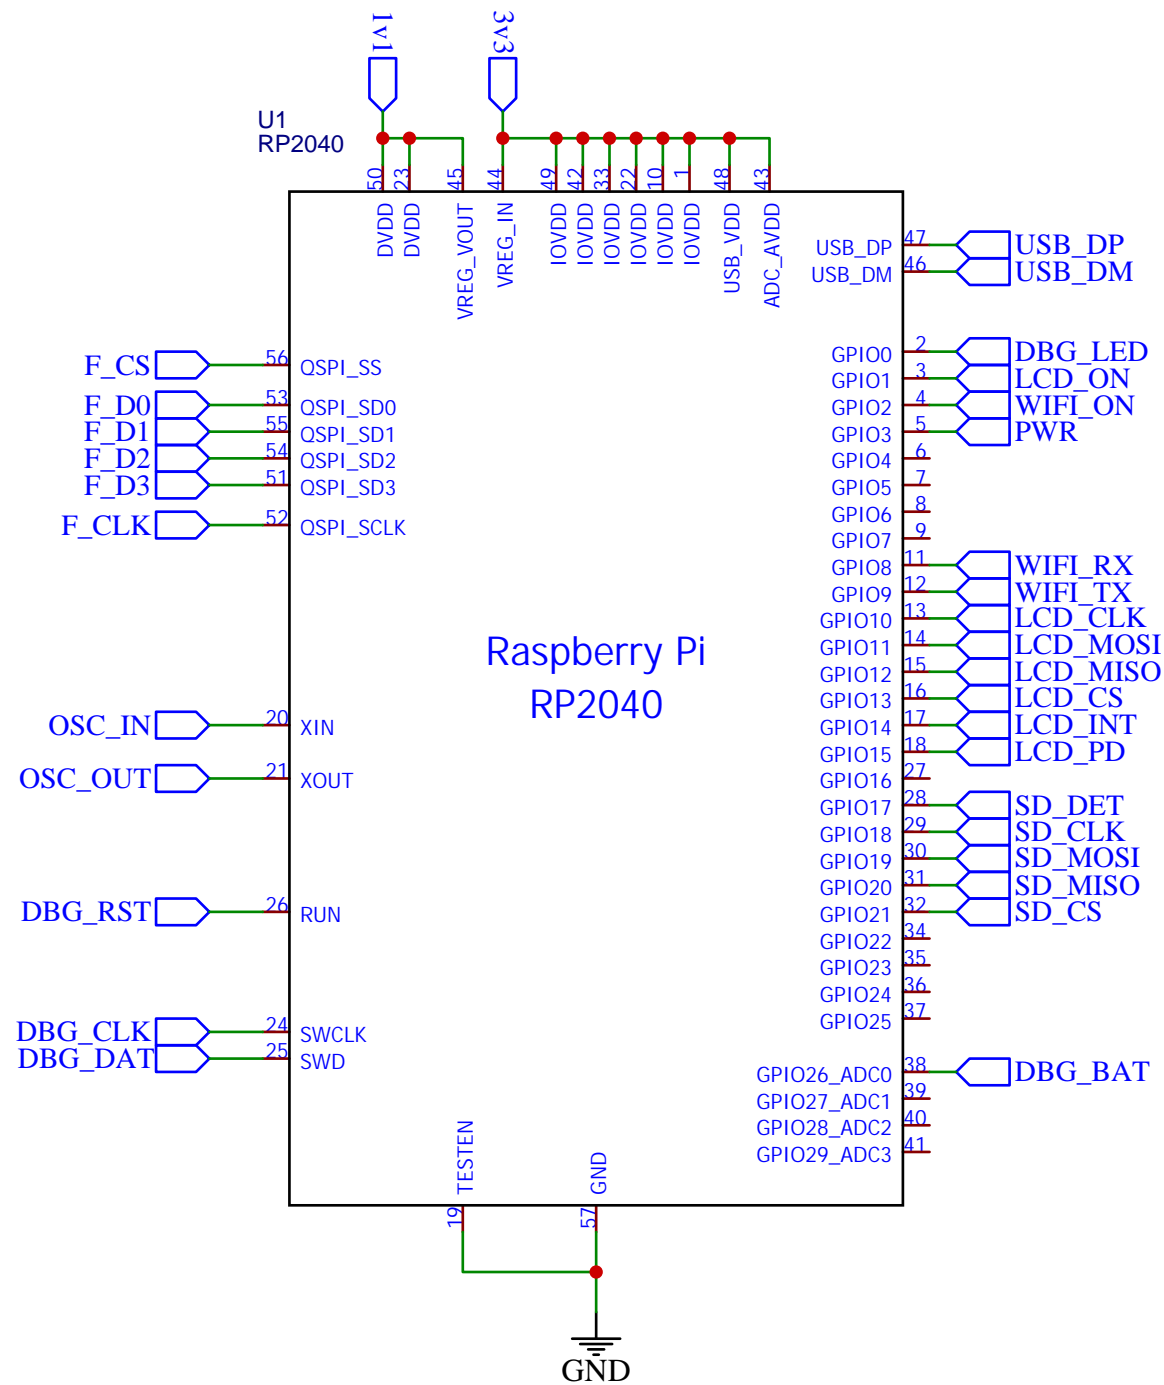 1v1
3v3
U1
RP2040
50
23
45
44
49
42
33
22
10
1
48
43
DVDD
DVDD
VREG_VOUT
VREG_IN
IOVDD
IOVDD
IOVDD
IOVDD
IOVDD
IOVDD
USB_VDD
ADC_AVDD
USB_DP 47 USB_DP
USB_DM 46 USB_DM
F_CS 56 QSPI_SS
F_D0 53 QSPI_SD0
F_D1 55 QSPI_SD1
F_D2 54 QSPI_SD2
F_D3 51 QSPI_SD3
F_CLK 52 QSPI_SCLK
OSC_IN 20 XIN
OSC_OUT 21 XOUT
DBG_RST 26 RUN
DBG_CLK 24 SWCLK
DBG_DAT 25 SWD
Raspberry Pi
RP2040
GPIO0 2 DBG_LED
GPIO1 3 LCD_ON
GPIO2 4 WIFI_ON
GPIO3 5 PWR
GPIO4 6
GPIO5 7
GPIO6 8
GPIO7 9
GPIO8 11 WIFI_RX
GPIO9 12 WIFI_TX
GPIO10 13 LCD_CLK
GPIO11 14 LCD_MOSI
GPIO12 15 LCD_MISO
GPIO13 16 LCD_CS
GPIO14 17 LCD_INT
GPIO15 18 LCD_PD
GPIO16 27
GPIO17 28 SD_DET
GPIO18 29 SD_CLK
GPIO19 30 SD_MOSI
GPIO20 31 SD_MISO
GPIO21 32 SD_CS
GPIO22 34
GPIO23 35
GPIO24 36
GPIO25 37
GPIO26_ADC0 38 DBG_BAT
GPIO27_ADC1 39
GPIO28_ADC2 40
GPIO29_ADC3 41
TESTEN
GND
19
57
GND